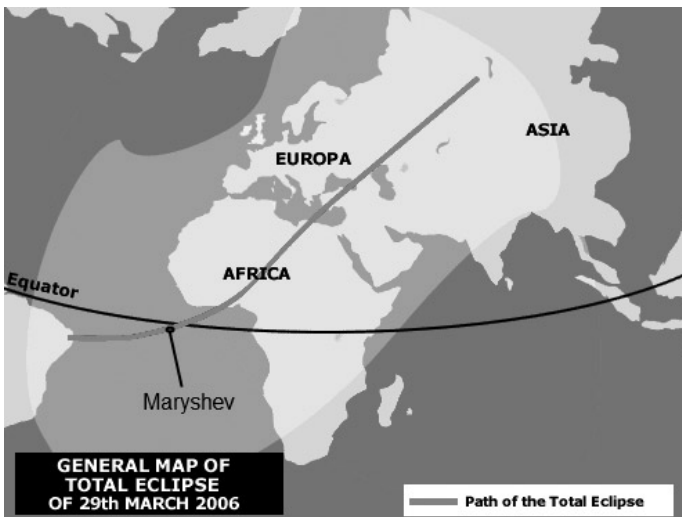 ASIA
EUROPA
AFRICA
Equator
Maryshev
GENERAL MAP OF
TOTAL ECLIPSE
OF 29th MARCH 2006
Path of the Total Eclipse